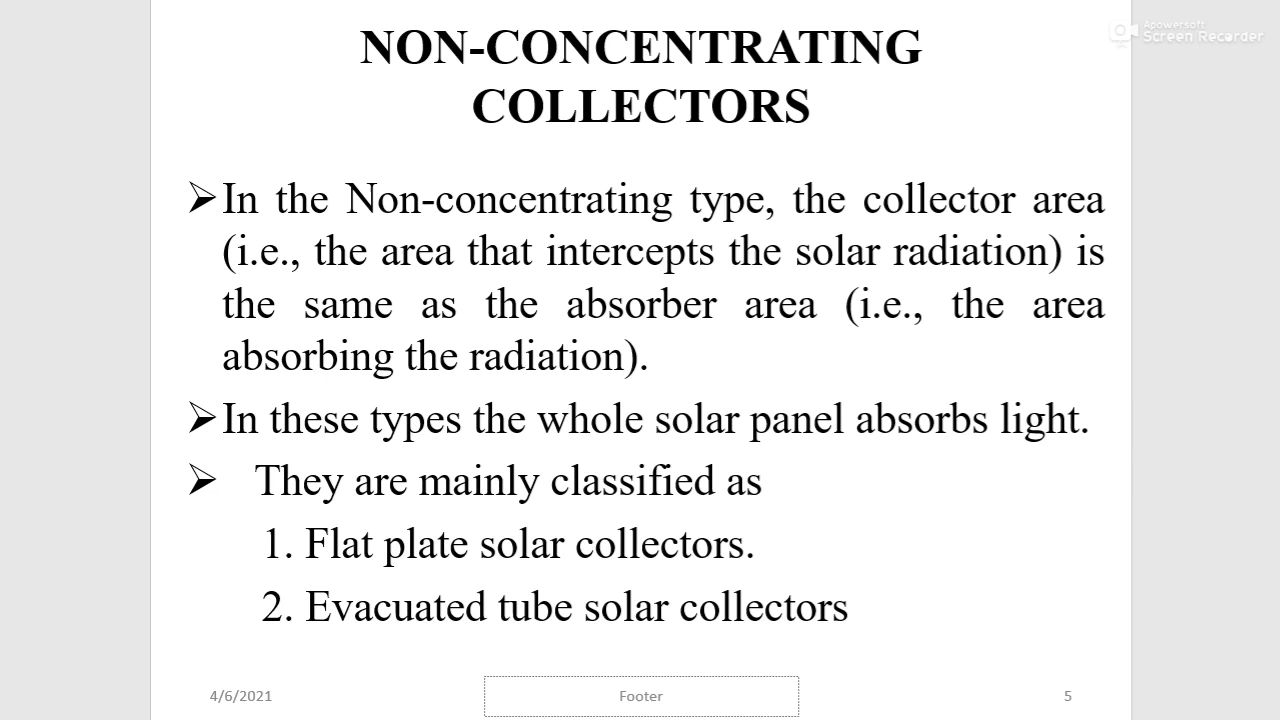 NON-CONCENTRATING
COLLECTORS
Apowersoft
Screen Recorder
➢In the Non-concentrating type, the collector area
(i.e., the area that intercepts the solar radiation) is
the same as the absorber area (i.e., the area
absorbing the radiation).
➢In these types the whole solar panel absorbs light.
➢ They are mainly classified as
1. Flat plate solar collectors.
2. Evacuated tube solar collectors
4/6/2021
Footer
5